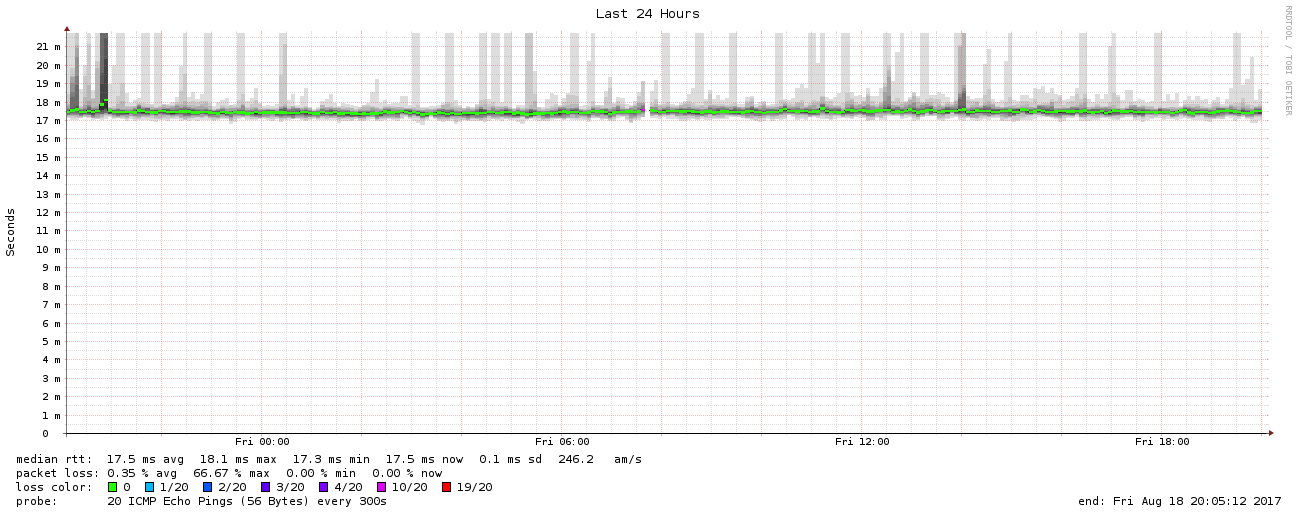 Last 24 Hours
RRDTOOL / TOBI OETIKER
Seconds
21 m
20 m
19 m
18 m
17 m
16 m
15 m
14 m
13 m
12 m
11 m
10 m
9 m
8 m
7 m
6 m
5 m
4 m
3 m
2 m
1 m
0
Fri 00:00 Fri 06:00 Fri 12:00 Fri 18:00
median rtt: 17.5 ms avg 18.1 ms max 17.3 ms min 17.5 ms now 0.1 ms sd 246.2 am/s
packet loss: 0.35 % avg 66.67 % max 0.00 % min 0.00 % now
loss color: 0 1/20 2/20 3/20 4/20 10/20 19/20
probe: 20 ICMP Echo Pings (56 Bytes) every 300s end: Fri Aug 18 20:05:12 2017